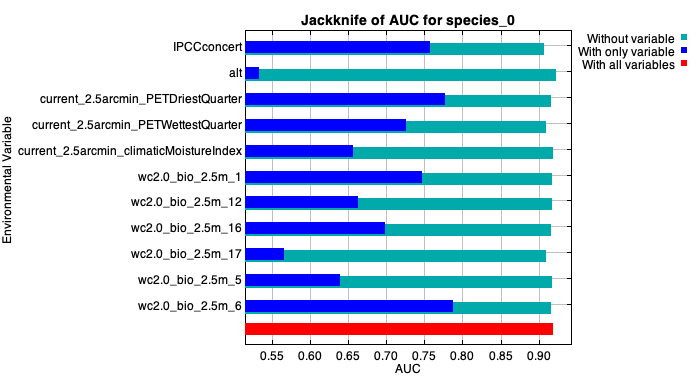 Jackknife of AUC for species_0
Without variable
With only variable
With all variables
Environmental Variable
IPCCconcert
alt
current_2.5arcmin_PETDriestQuarter
current_2.5arcmin_PETWettestQuarter
current_2.5arcmin_climaticMoistureIndex
wc2.0_bio_2.5m_1
wc2.0_bio_2.5m_12
wc2.0_bio_2.5m_16
wc2.0_bio_2.5m_17
wc2.0_bio_2.5m_5
wc2.0_bio_2.5m_6
0.55 0.60 0.65 0.70 0.75 0.80 0.85 0.90
AUC